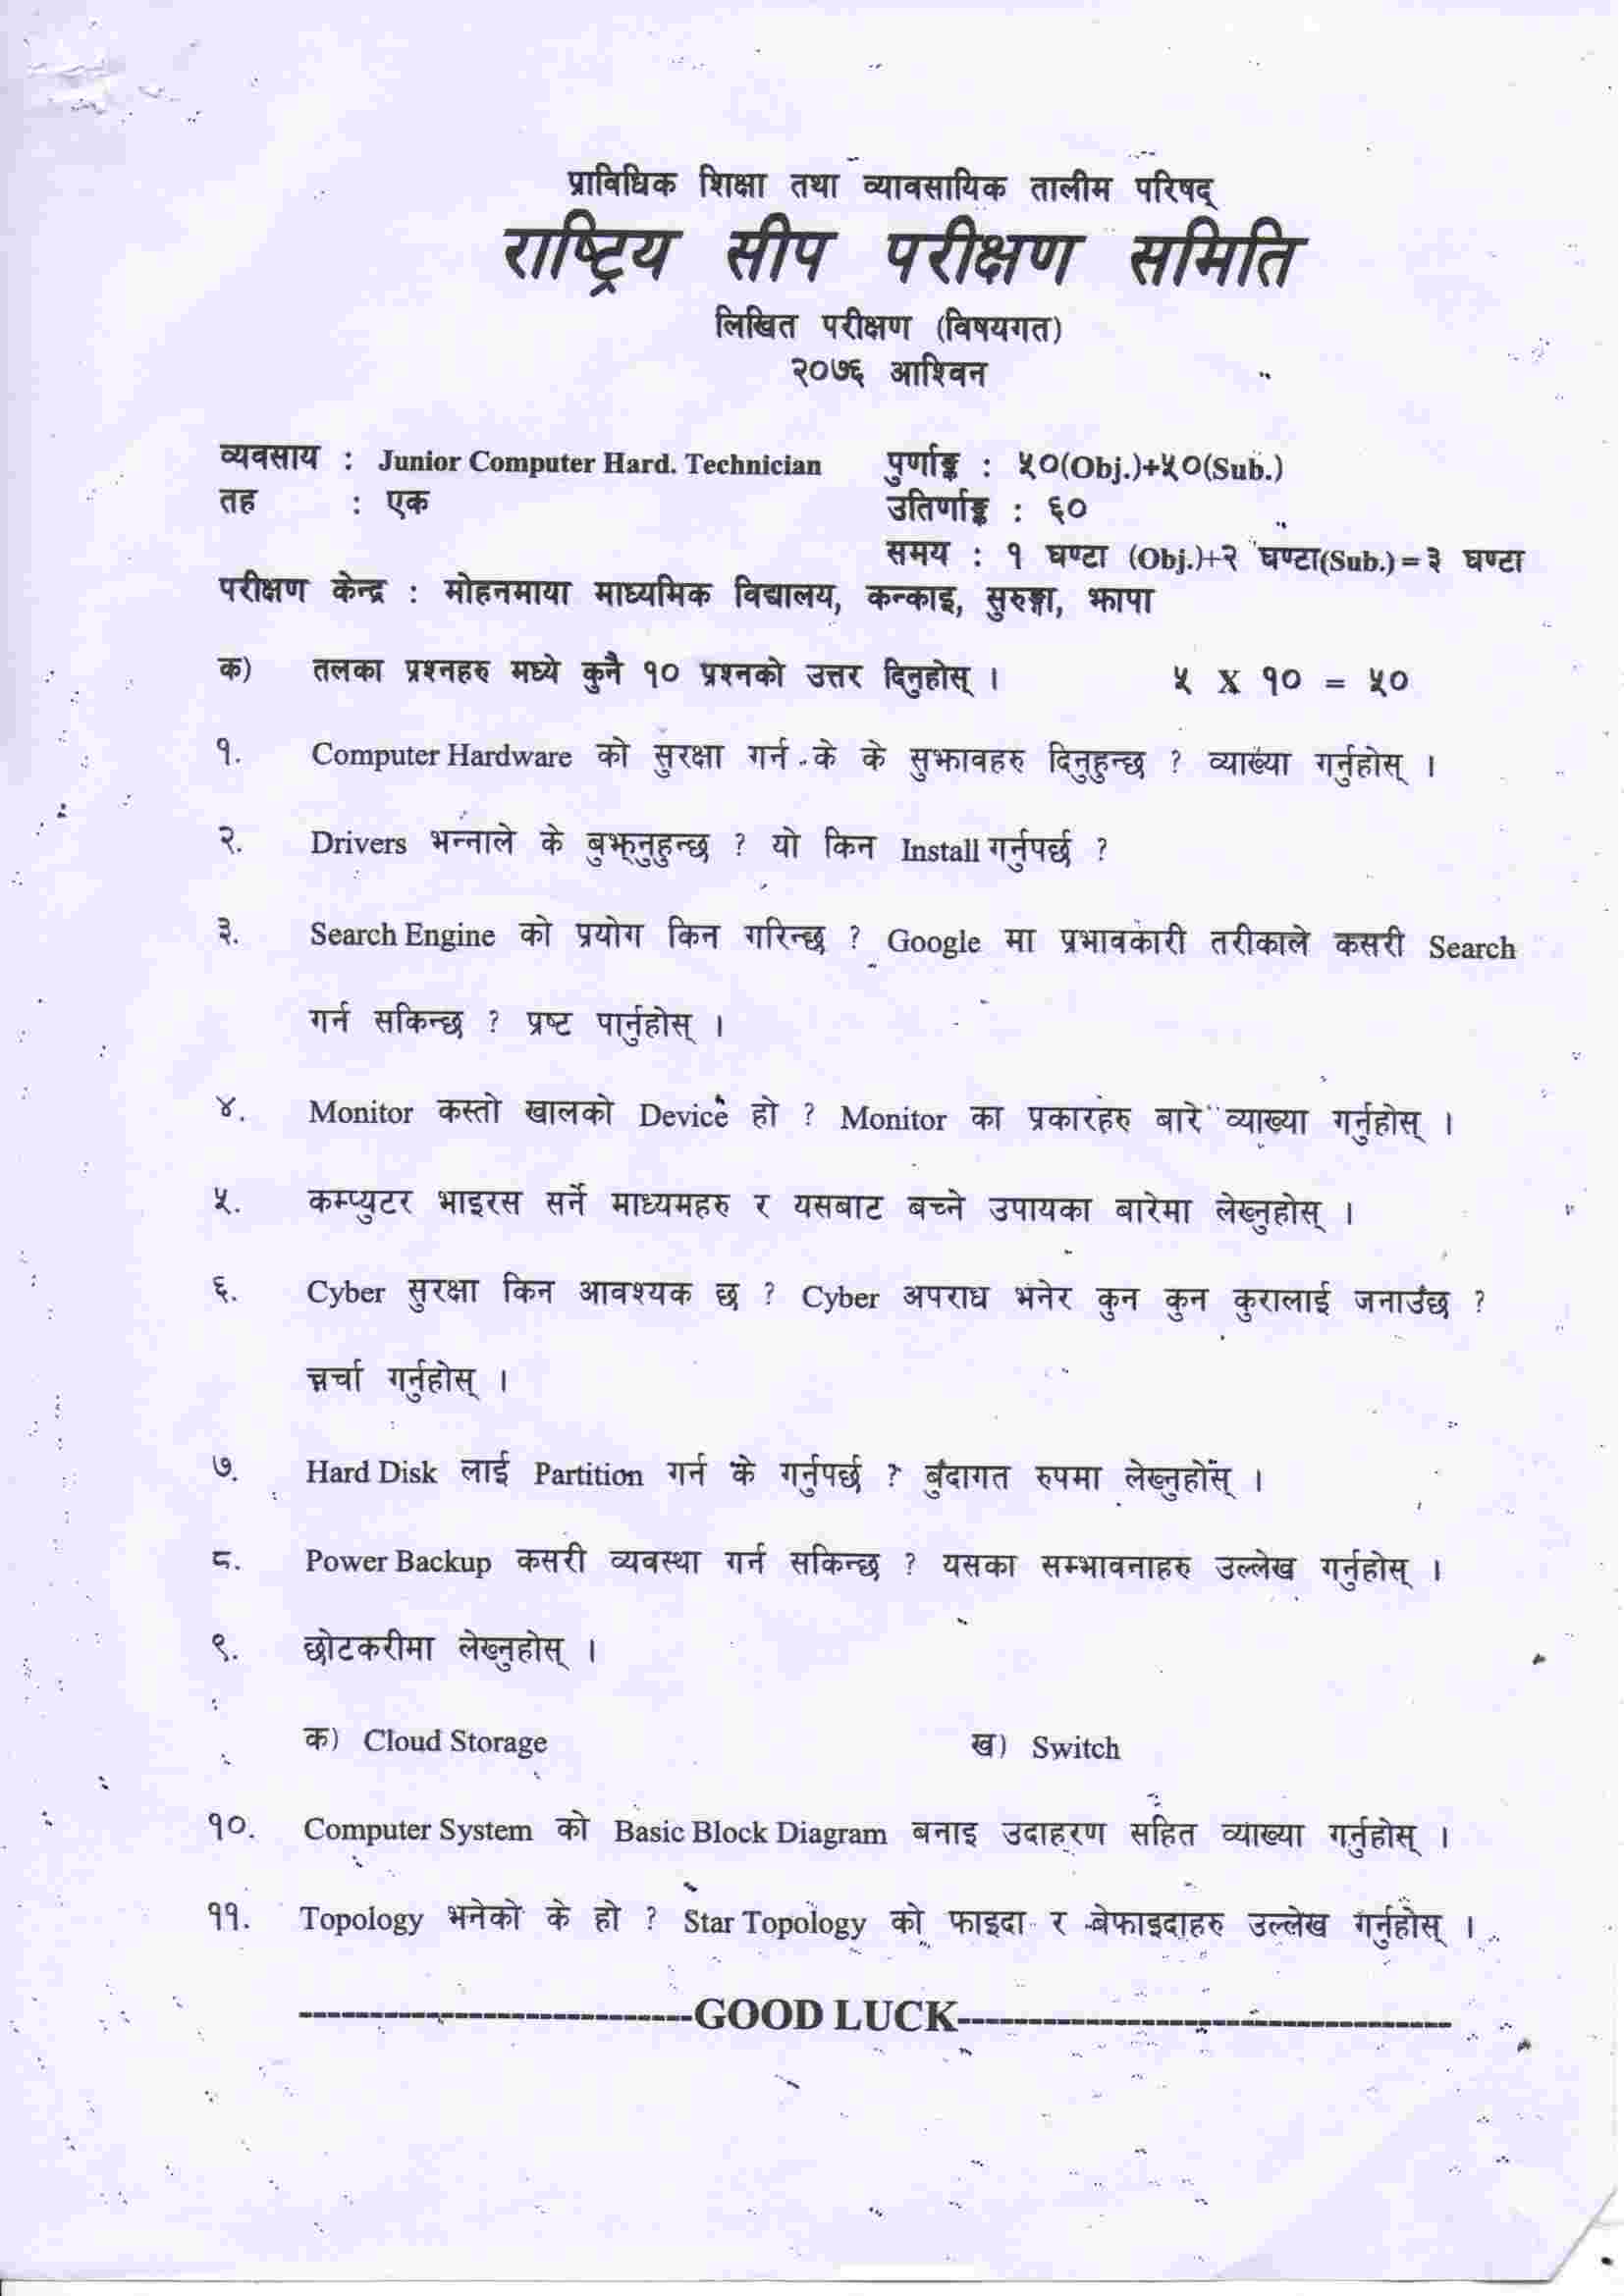 प्राविधिक शिक्षा तथा व्यावसायिक तालीम परिषद्
राष्ट्रिय सीप परीक्षण समिति
लिखित परीक्षण (विषयगत)
२०७६ आश्विन
व्यवसाय : Junior Computer Hard. Technician पुर्णाङ्क : ५०(Obj.)+५०(Sub.)
तह : एक उतिर्णाङ्क : ६०
समय : १ घण्टा (Obj.)+२ घण्टा(Sub.)=३ घण्टा
परीक्षण केन्द्र : मोहनमाया माध्यमिक विद्यालय, कन्काइ, सुरुङ्गा, झापा
क) तलका प्रश्नहरु मध्ये कुनै १० प्रश्नको उत्तर दिनुहोस् । ५ X १० = ५०
१. Computer Hardware को सुरक्षा गर्न के के सुझावहरु दिनुहुन्छ ? व्याख्या गर्नुहोस् ।
२. Drivers भन्नाले के बुझ्नुहुन्छ ? यो किन Install गर्नुपर्छ ?
३. Search Engine को प्रयोग किन गरिन्छ ? Google मा प्रभावकारी तरीकाले कसरी Search
गर्न सकिन्छ ? प्रष्ट पार्नुहोस् ।
४. Monitor कस्तो खालको Device हो ? Monitor का प्रकारहरु बारे व्याख्या गर्नुहोस् ।
५. कम्प्युटर भाइरस सर्ने माध्यमहरु र यसबाट बच्ने उपायका बारेमा लेख्नुहोस् ।
६. Cyber सुरक्षा किन आवश्यक छ ? Cyber अपराध भनेर कुन कुन कुरालाई जनाउँछ ?
चर्चा गर्नुहोस् ।
७. Hard Disk लाई Partition गर्न के गर्नुपर्छ ? बुँदागत रुपमा लेख्नुहोस् ।
८. Power Backup कसरी व्यवस्था गर्न सकिन्छ ? यसका सम्भावनाहरु उल्लेख गर्नुहोस् ।
९. छोटकरीमा लेख्नुहोस् ।
क) Cloud Storage ख) Switch
१०. Computer System को Basic Block Diagram बनाइ उदाहरण सहित व्याख्या गर्नुहोस् ।
११. Topology भनेको के हो ? Star Topology को फाइदा र बेफाइदाहरु उल्लेख गर्नुहोस् ।
----------------------------GOOD LUCK-----------------------------------